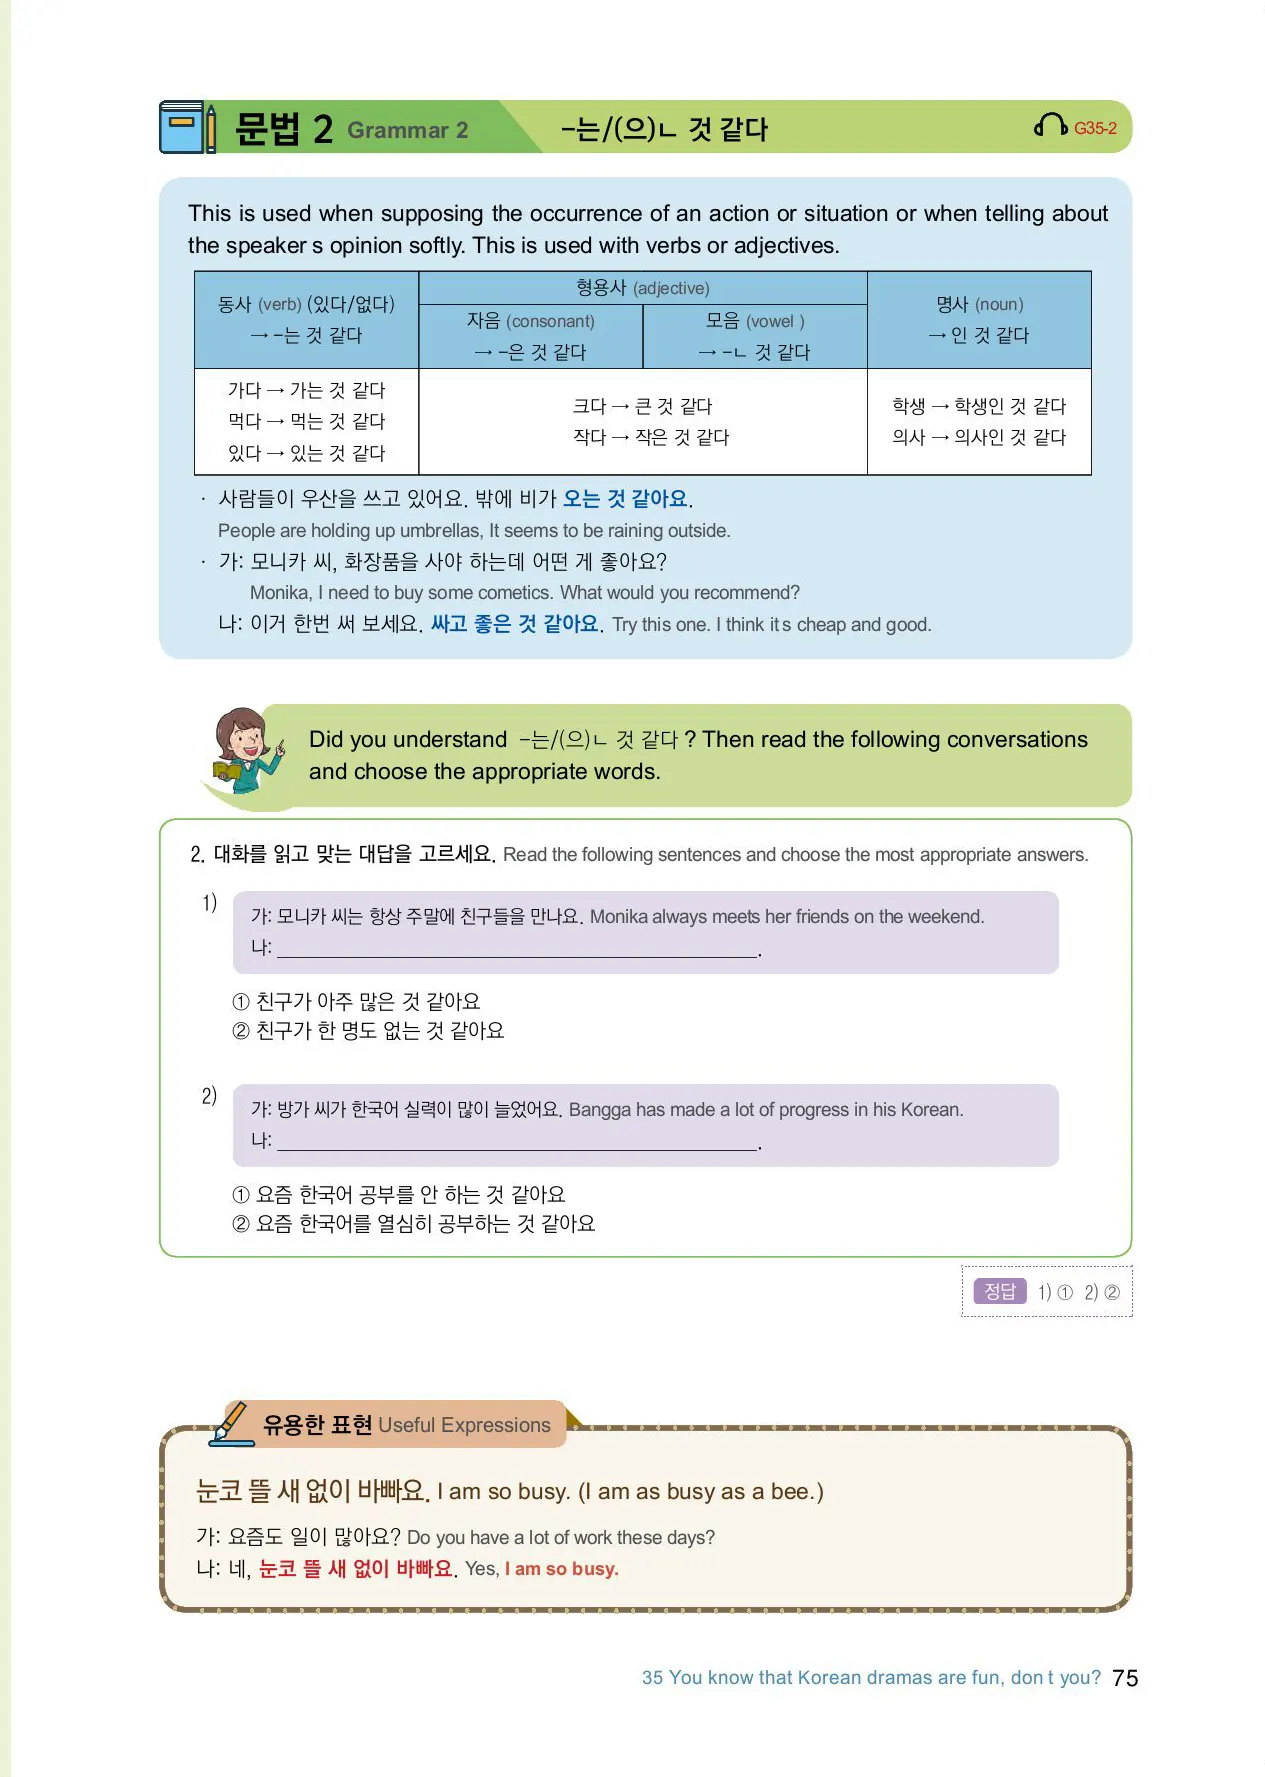 문법 2 Grammar 2 -는/(으)ㄴ 것 같다 G35-2
This is used when supposing the occurrence of an action or situation or when telling about
the speaker s opinion softly. This is used with verbs or adjectives.
동사 (verb) (있다/없다)
→ -는 것 같다
형용사 (adjective)
자음 (consonant)
→ -은 것 같다
모음 (vowel )
→ -ㄴ 것 같다
명사 (noun)
→ 인 것 같다
가다 → 가는 것 같다
먹다 → 먹는 것 같다
있다 → 있는 것 같다
크다 → 큰 것 같다
작다 → 작은 것 같다
학생 → 학생인 것 같다
의사 → 의사인 것 같다
· 사람들이 우산을 쓰고 있어요. 밖에 비가 오는 것 같아요.
People are holding up umbrellas, It seems to be raining outside.
· 가: 모니카 씨, 화장품을 사야 하는데 어떤 게 좋아요?
Monika, I need to buy some cometics. What would you recommend?
나: 이거 한번 써 보세요. 싸고 좋은 것 같아요. Try this one. I think it s cheap and good.
Did you understand -는/(으)ㄴ 것 같다 ? Then read the following conversations
and choose the appropriate words.
2. 대화를 읽고 맞는 대답을 고르세요. Read the following sentences and choose the most appropriate answers.
1)
가: 모니카 씨는 항상 주말에 친구들을 만나요. Monika always meets her friends on the weekend.
나: ________________________________________.
① 친구가 아주 많은 것 같아요
② 친구가 한 명도 없는 것 같아요
2)
가: 방가 씨가 한국어 실력이 많이 늘었어요. Bangga has made a lot of progress in his Korean.
나: ________________________________________.
① 요즘 한국어 공부를 안 하는 것 같아요
② 요즘 한국어를 열심히 공부하는 것 같아요
정답 1) ① 2) ②
유용한 표현 Useful Expressions
눈코 뜰 새 없이 바빠요. I am so busy. (I am as busy as a bee.)
가: 요즘도 일이 많아요? Do you have a lot of work these days?
나: 네, 눈코 뜰 새 없이 바빠요. Yes, I am so busy.
35 You know that Korean dramas are fun, don t you? 75